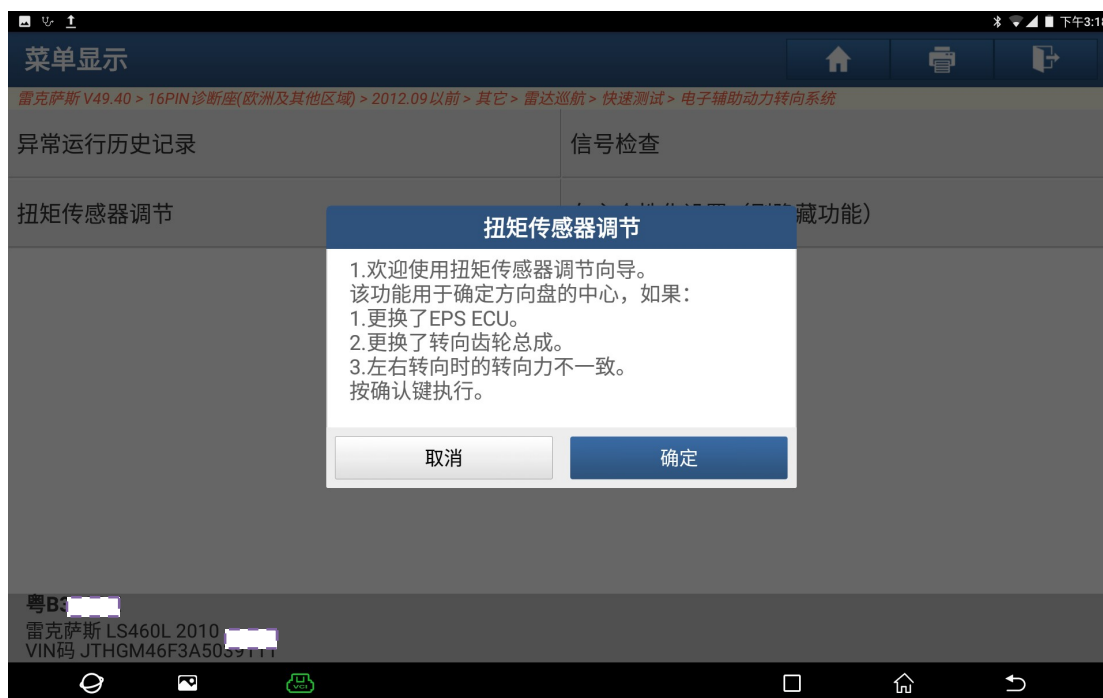 下午3:18
菜单显示
雷克萨斯 V49.40 > 16PIN诊断座(欧洲及其他区域) > 2012.09以前 > 其它 > 雷达巡航 > 快速测试 > 电子辅助动力转向系统
异常运行历史记录
信号检查
扭矩传感器调节
藏功能）
扭矩传感器调节
1.欢迎使用扭矩传感器调节向导。
该功能用于确定方向盘的中心，如果：
1.更换了EPS ECU。
2.更换了转向齿轮总成。
3.左右转向时的转向力不一致。
按确认键执行。
取消
确定
粤B
雷克萨斯 LS460L 2010
VIN码 JTHGM46F3A50
VCI